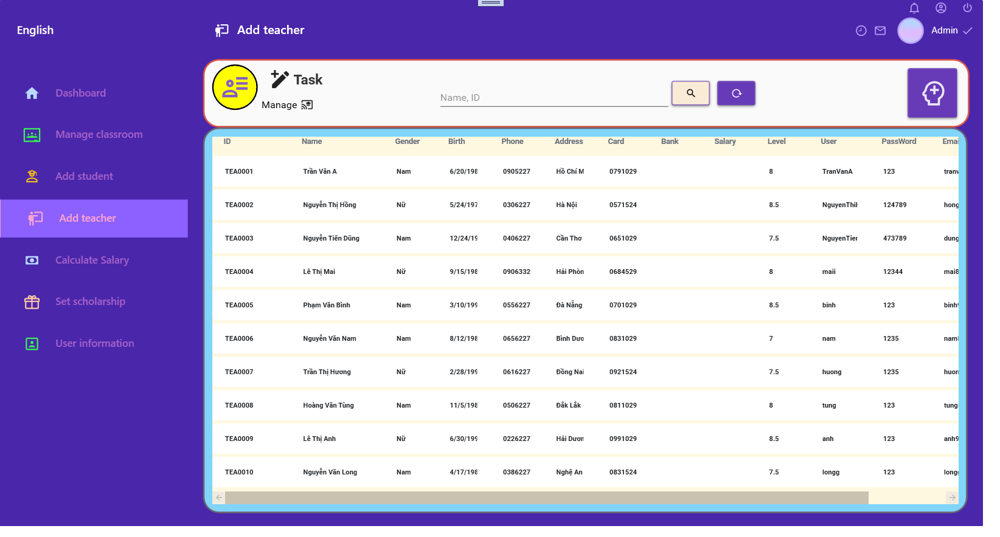 English
Add teacher
Admin
Dashboard
Manage classroom
Add student
Add teacher
Calculate Salary
Set scholarship
User information
Task
Manage
Name, ID
ID Name Gender Birth Phone Address Card Bank Salary Level User PassWord Emai
TEA0001 Trần Văn A Nam 6/20/198 0905227 Hồ Chí M 0791029 8 TranVanA 123 tranv
TEA0002 Nguyễn Thị Hồng Nữ 5/24/197 0306227 Hà Nội 0571524 8.5 NguyenThiH 124789 hong
TEA0003 Nguyễn Tiến Dũng Nam 12/24/19 0406227 Cần Thơ 0651029 7.5 NguyenTien 473789 dung
TEA0004 Lê Thị Mai Nữ 9/15/198 0906332 Hải Phòn 0684529 8 maii 12344 mai8
TEA0005 Phạm Văn Bình Nam 3/10/199 0556227 Đà Nẵng 0701029 8.5 binh 123 binh9
TEA0006 Nguyễn Văn Nam Nam 8/12/198 0656227 Bình Dươ 0831029 7 nam 1235 nam8
TEA0007 Trần Thị Hương Nữ 2/28/199 0616227 Đồng Nai 0921524 7.5 huong 1235 huon
TEA0008 Hoàng Văn Tùng Nam 11/5/198 0506227 Đắk Lắk 0811029 8 tung 123 tung
TEA0009 Lê Thị Anh Nữ 6/30/199 0226227 Hải Dươn 0991029 8.5 anh 123 anh9
TEA0010 Nguyễn Văn Long Nam 4/17/198 0386227 Nghệ An 0831524 7.5 longg 123 long